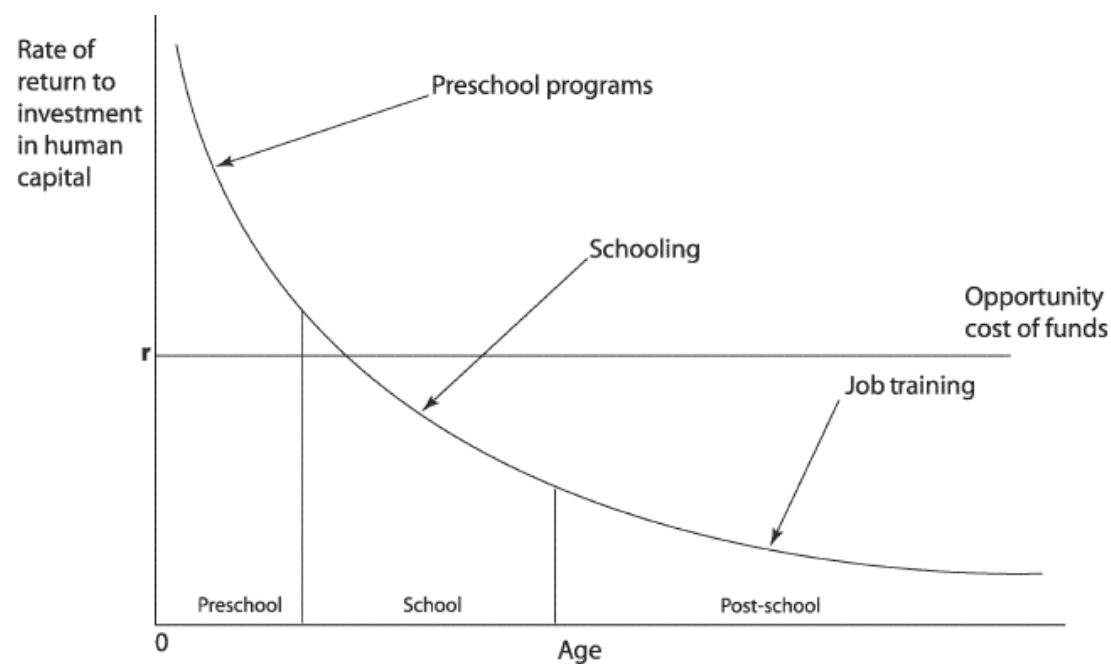 Rate of
return to
investment
in human
capital
Preschool programs
Schooling
Opportunity
cost of funds
r
Job training
Preschool
School
Post-school
0
Age